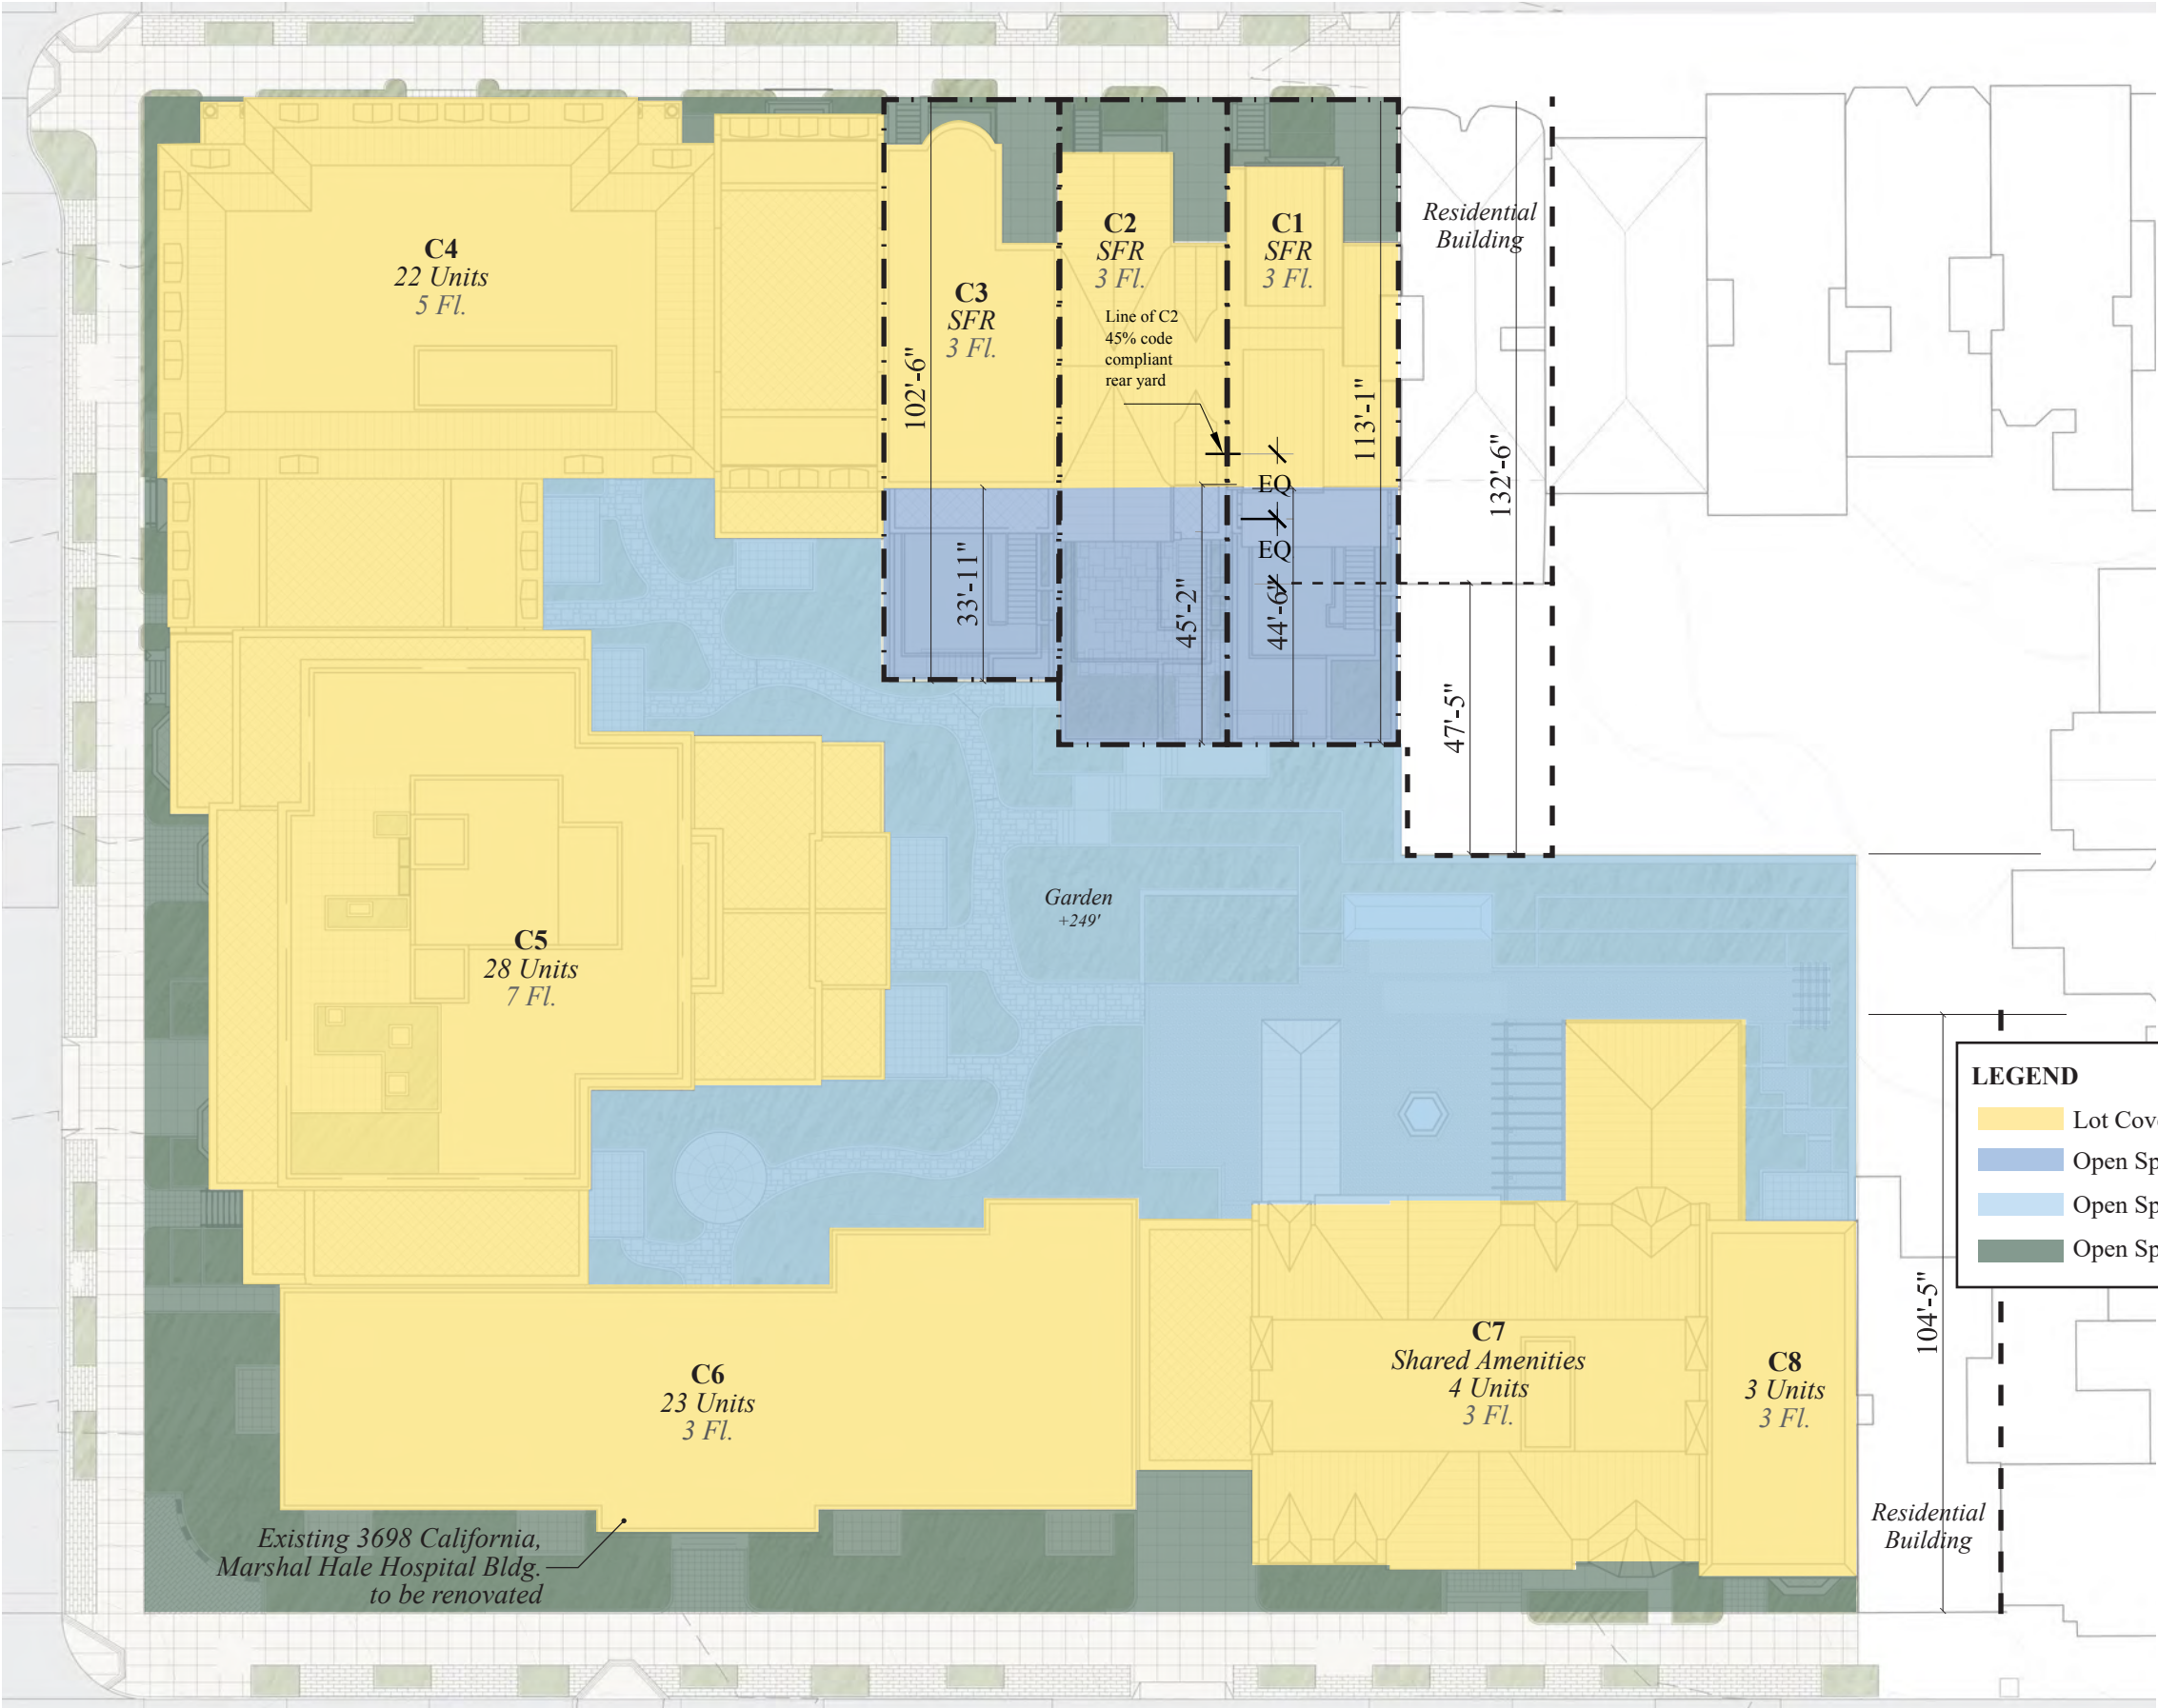 C4
22 Units
5 Fl.
C3
SFR
3 Fl.
C2
SFR
3 Fl.
C1
SFR
3 Fl.
Line of C2
45% code
compliant
rear yard
Residential
Building
102'-6"
113'-1"
132'-6"
EQ
EQ
33'-11"
45'-2"
44'-6"
47'-5"
Garden
+249'
C5
28 Units
7 Fl.
LEGEND
Lot Cov
Open Sp
Open Sp
Open Sp
104'-5"
C6
23 Units
3 Fl.
C7
Shared Amenities
4 Units
3 Fl.
C8
3 Units
3 Fl.
Existing 3698 California,
Marshal Hale Hospital Bldg.
to be renovated
Residential
Building